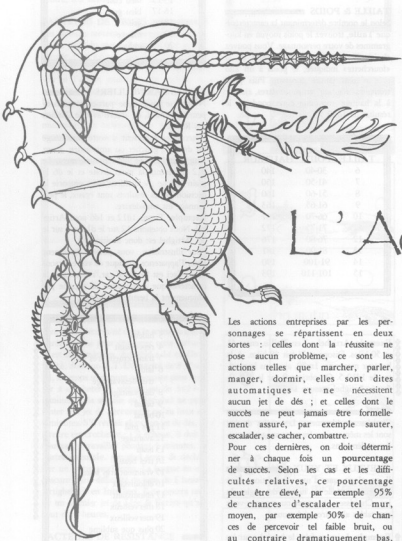 L'A
Les actions entreprises par les per-
sonnages se répartissent en deux
sortes : celles dont la réussite ne
pose aucun problème, ce sont les
actions telles que marcher, parler,
manger, dormir, elles sont dites
automatiques et ne nécessitent
aucun jet de dés ; et celles dont le
succès ne peut jamais être formelle-
ment assuré, par exemple sauter,
escalader, se cacher, combattre.
Pour ces dernières, on doit détermi-
ner à chaque fois un pourcentage
de succès. Selon les cas et les diffi-
cultés relatives, ce pourcentage
peut être élevé, par exemple 95%
de chances d'escalader tel mur,
moyen, par exemple 50% de chan-
ces de percevoir tel faible bruit, ou
au contraire dramatiquement bas,